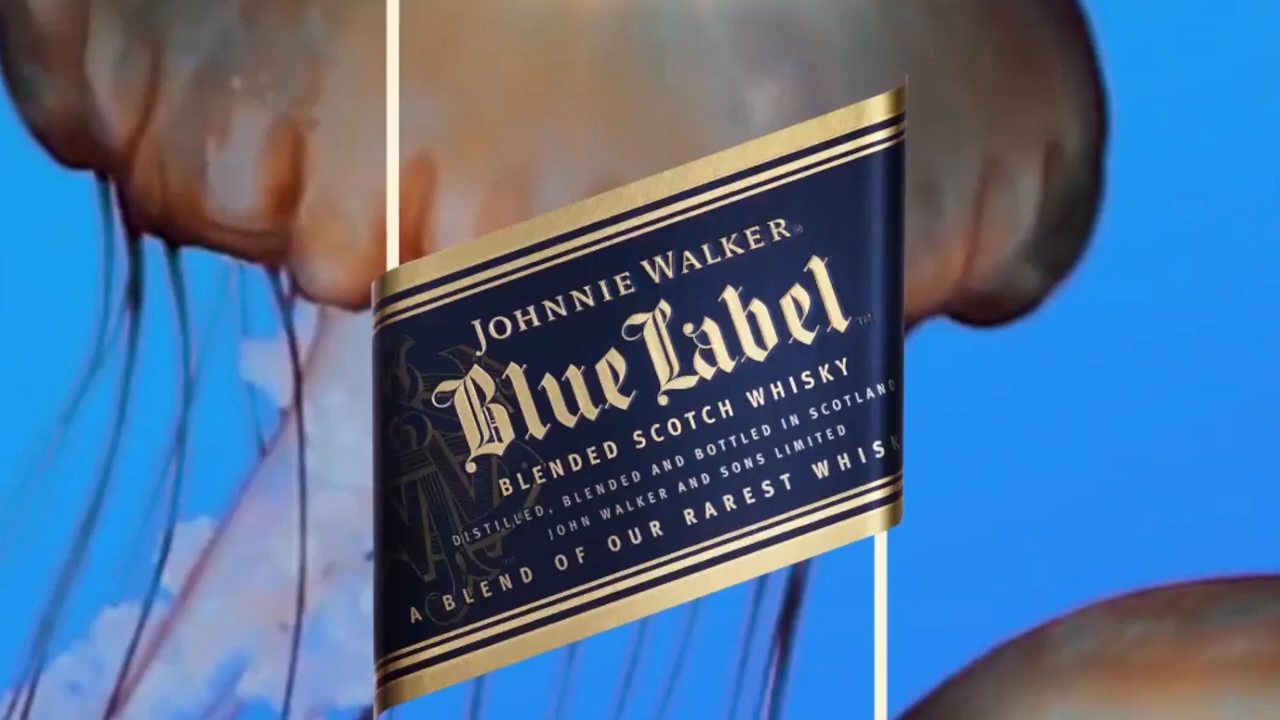 JOHNNIE WALKER®
Blue Label™
BLENDED SCOTCH WHISKY
DISTILLED, BLENDED AND BOTTLED IN SCOTLAND
JOHN WALKER AND SONS LIMITED
A BLEND OF OUR RAREST WHISK